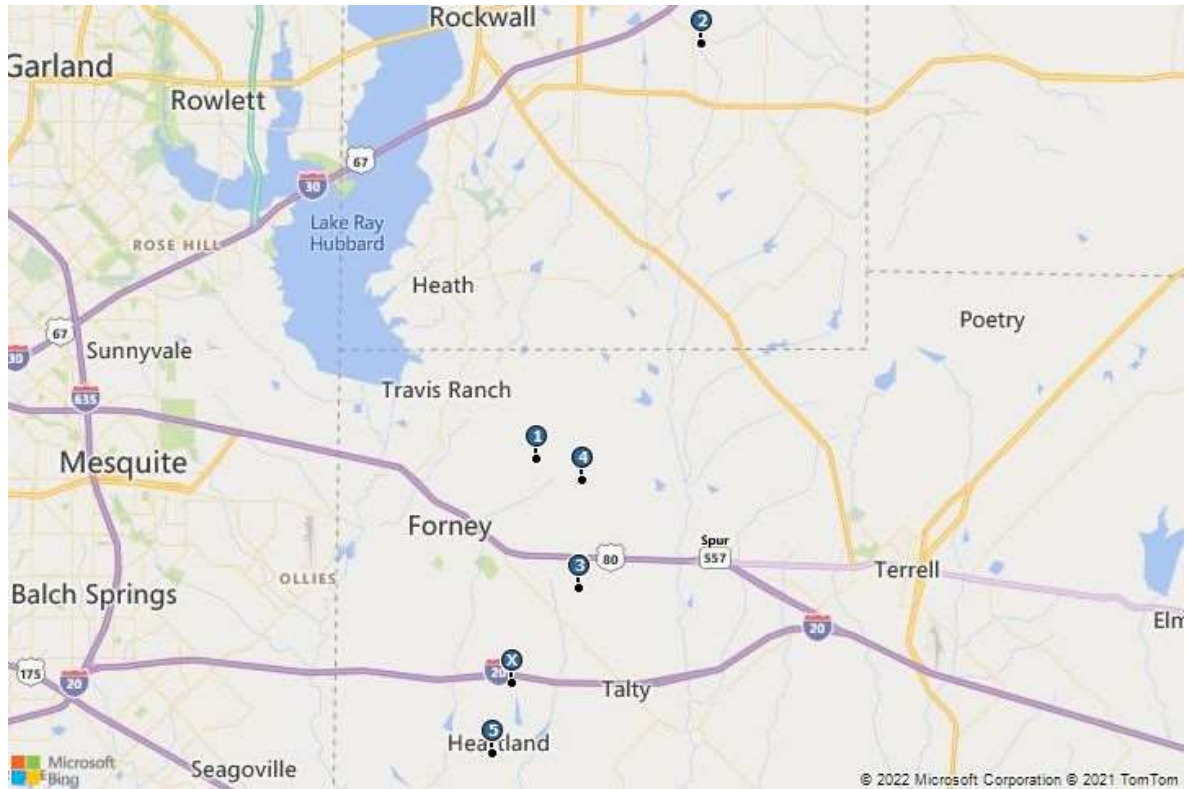 Rockwall
2
Garland
Rowlett
67
30
Lake Ray
Hubbard
ROSE HILL
Heath
67
30
Sunnyvale
Poetry
635
Travis Ranch
1
4
Mesquite
Forney
Spur
557
80
3
OLLIES
Terrell
Balch Springs
Elm
20
175
20
20
X
Talty
5
Heartland
Seagoville
Microsoft
Bing
© 2022 Microsoft Corporation © 2021 TomTom